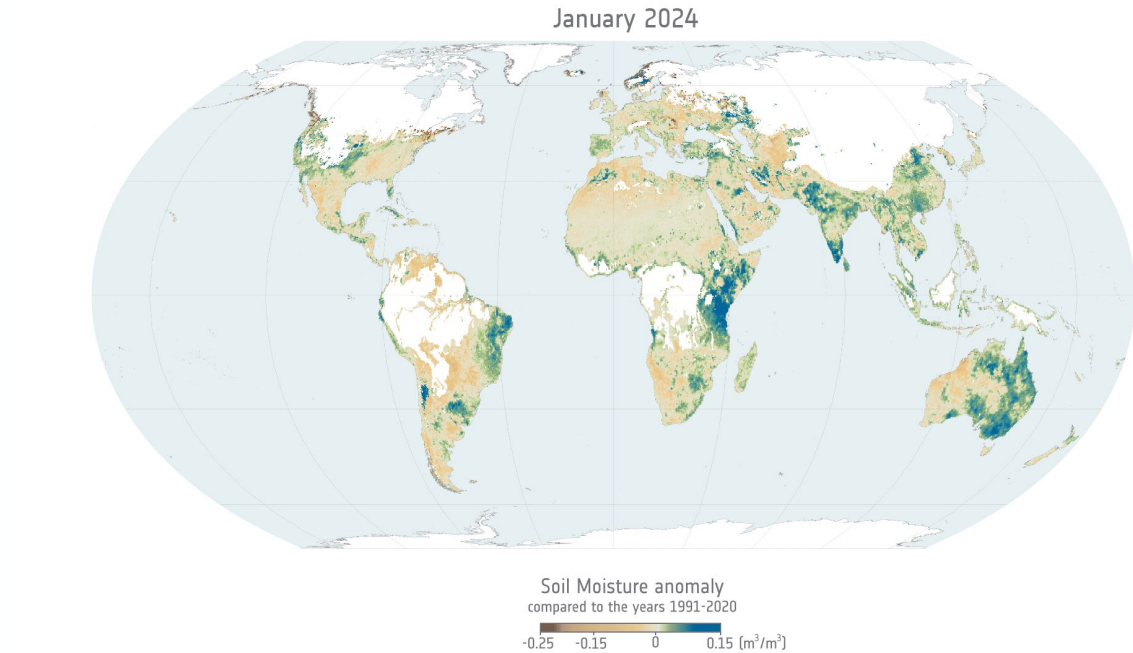 January 2024
Soil Moisture anomaly
compared to the years 1991-2020
-0.25 -0.15 0 0.15 [m³/m³]